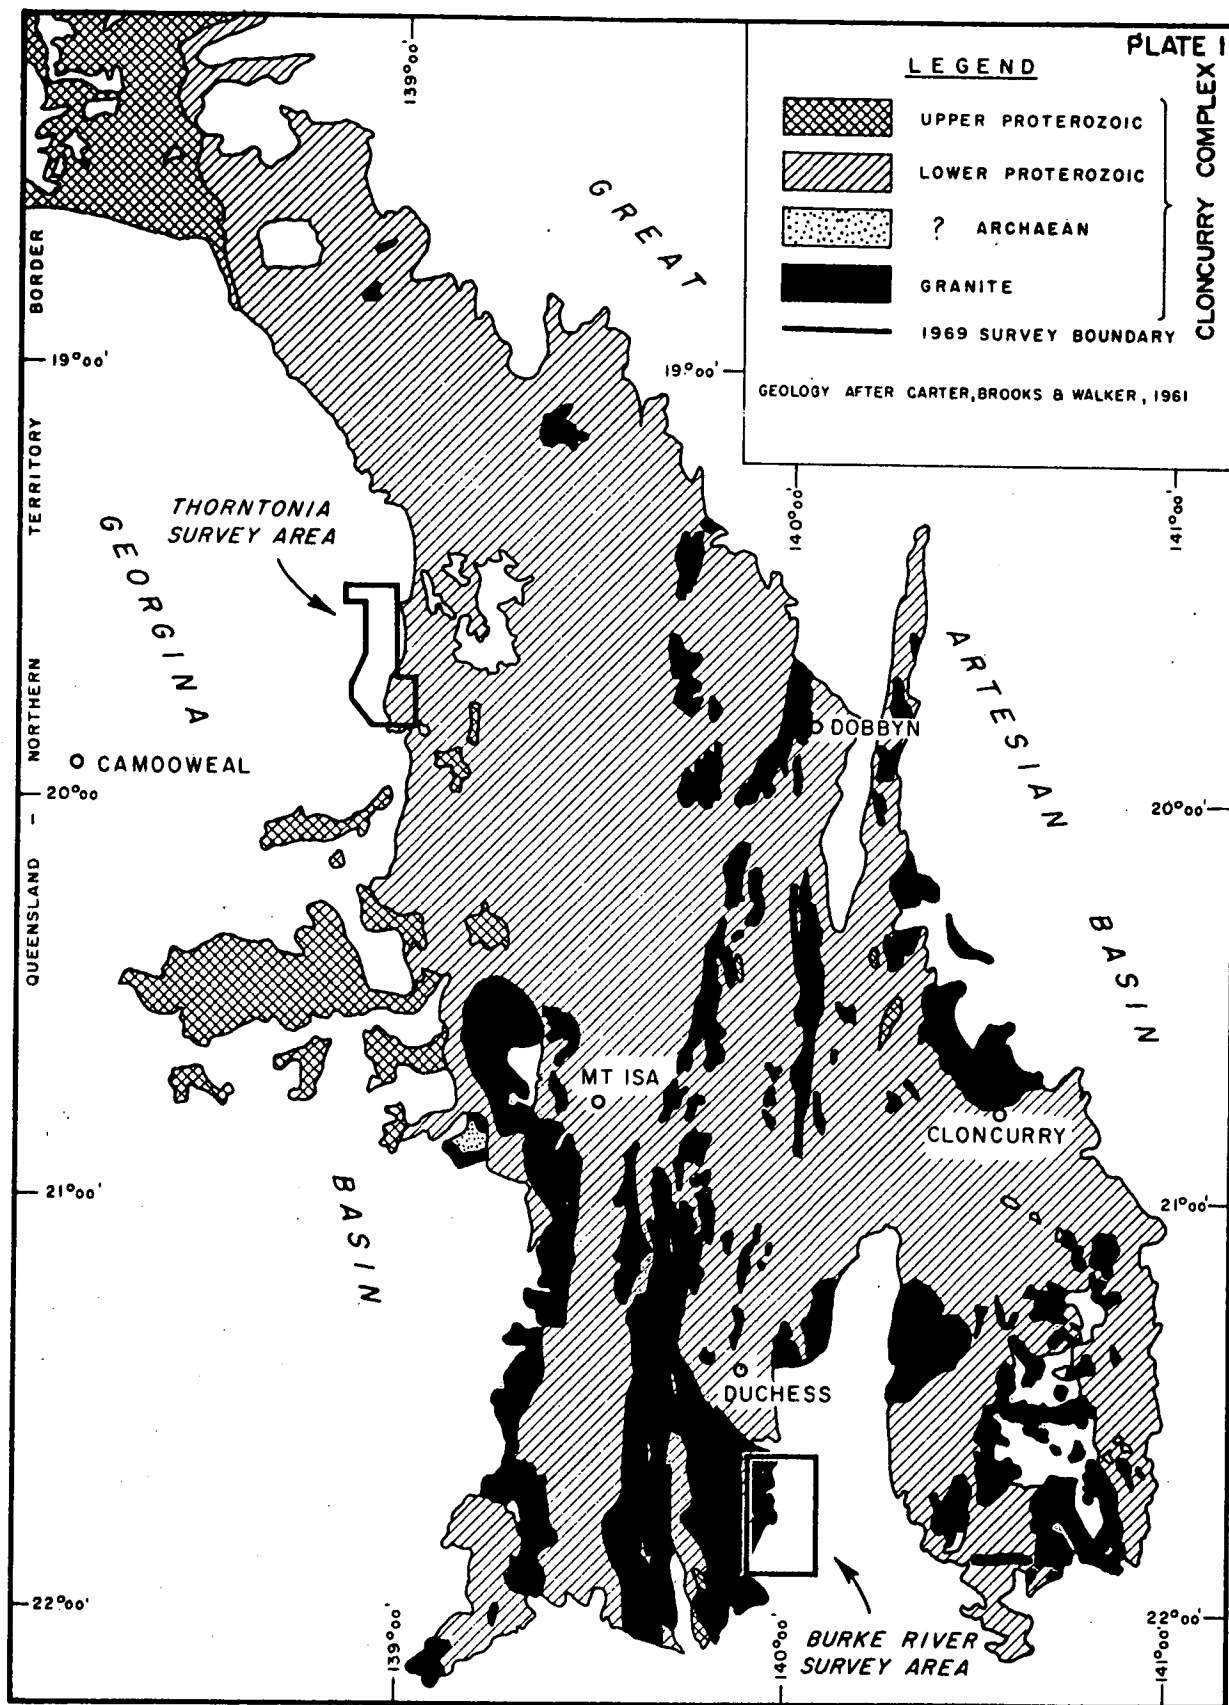 PLATE 1
LEGEND
UPPER PROTEROZOIC
LOWER PROTEROZOIC
? ARCHAEAN
GRANITE
1969 SURVEY BOUNDARY
GEOLOGY AFTER CARTER, BROOKS & WALKER, 1961
CLONCURRY COMPLEX
139°00'
GREAT
ARTESIAN
BASIN
19°00'
19°00'
140°00'
141°00'
QUEENSLAND – NORTHERN TERRITORY BORDER
THORNTONIA
SURVEY AREA
GEORGINA
BASIN
DOBBYN
CAMOOWEAL
20°00
20°00'
MT ISA
CLONCURRY
21°00'
21°00'
DUCHESS
22°00'
22°00'
BURKE RIVER
SURVEY AREA
139°00'
140°00'
141°00'